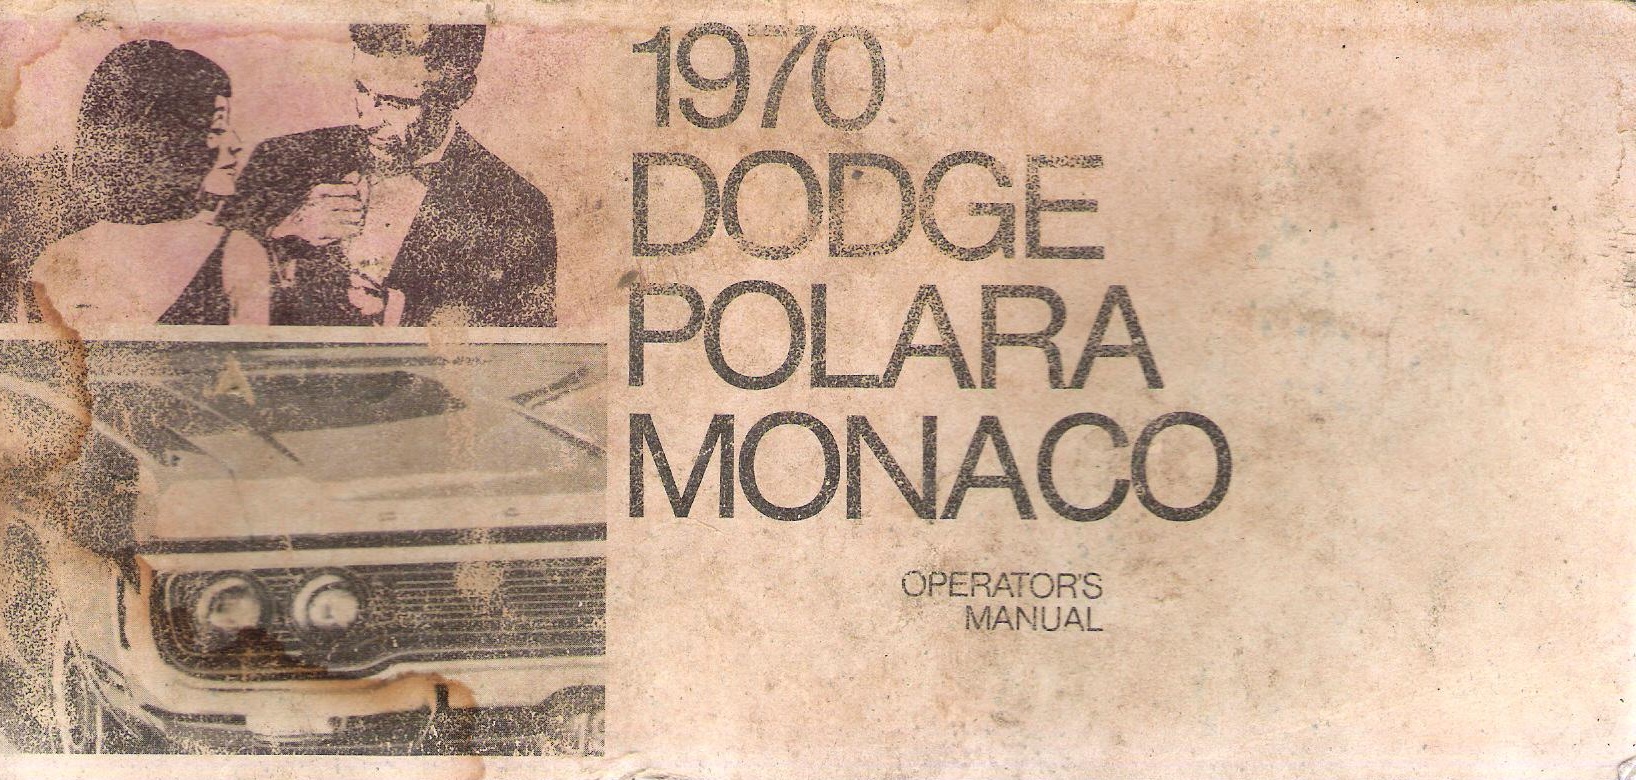 1970
DODGE
POLARA
MONACO
OPERATOR'S
MANUAL